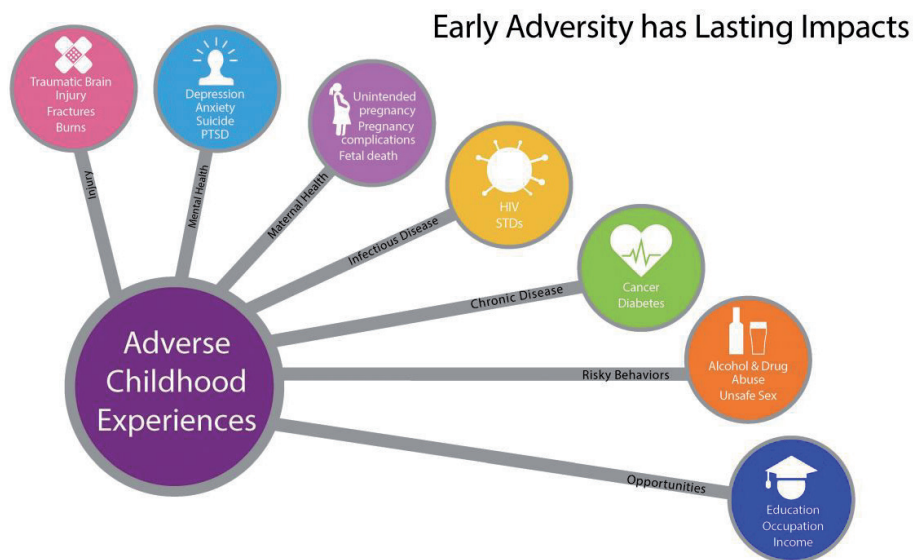 Early Adversity has Lasting Impacts
Traumatic Brain
Injury
Fractures
Burns
Injury
Depression
Anxiety
Suicide
PTSD
Mental Health
Unintended
pregnancy
Pregnancy
complications
Fetal death
Maternal Health
HIV
STDs
Infectious Disease
Cancer
Diabetes
Chronic Disease
Alcohol & Drug
Abuse
Unsafe Sex
Risky Behaviors
Education
Occupation
Income
Opportunities
Adverse
Childhood
Experiences